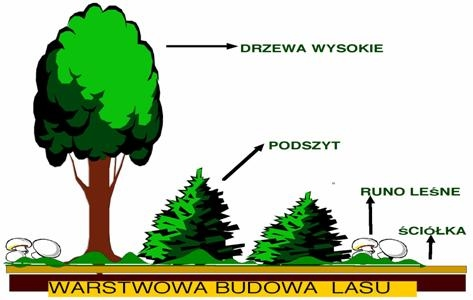 DRZEWA WYSOKIE
PODSZYT
RUNO LEŚNE
ŚCIÓŁKA
WARSTWOWA BUDOWA LASU